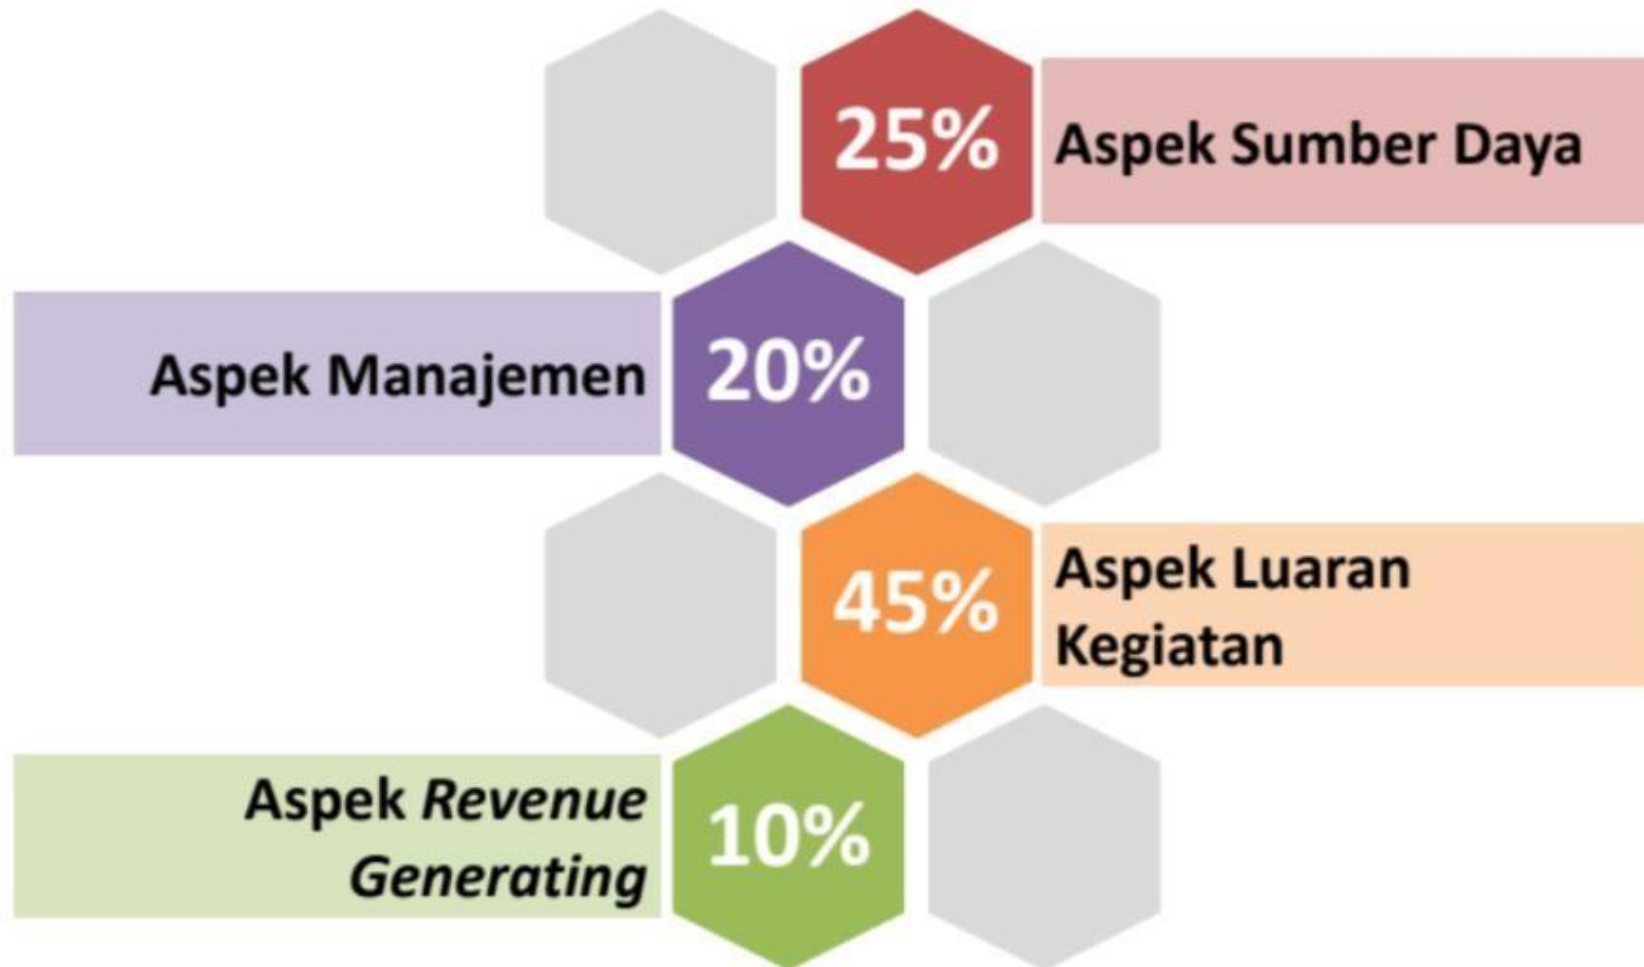 25%
Aspek Sumber Daya
Aspek Manajemen
20%
45%
Aspek Luaran
Kegiatan
Aspek Revenue
Generating
10%